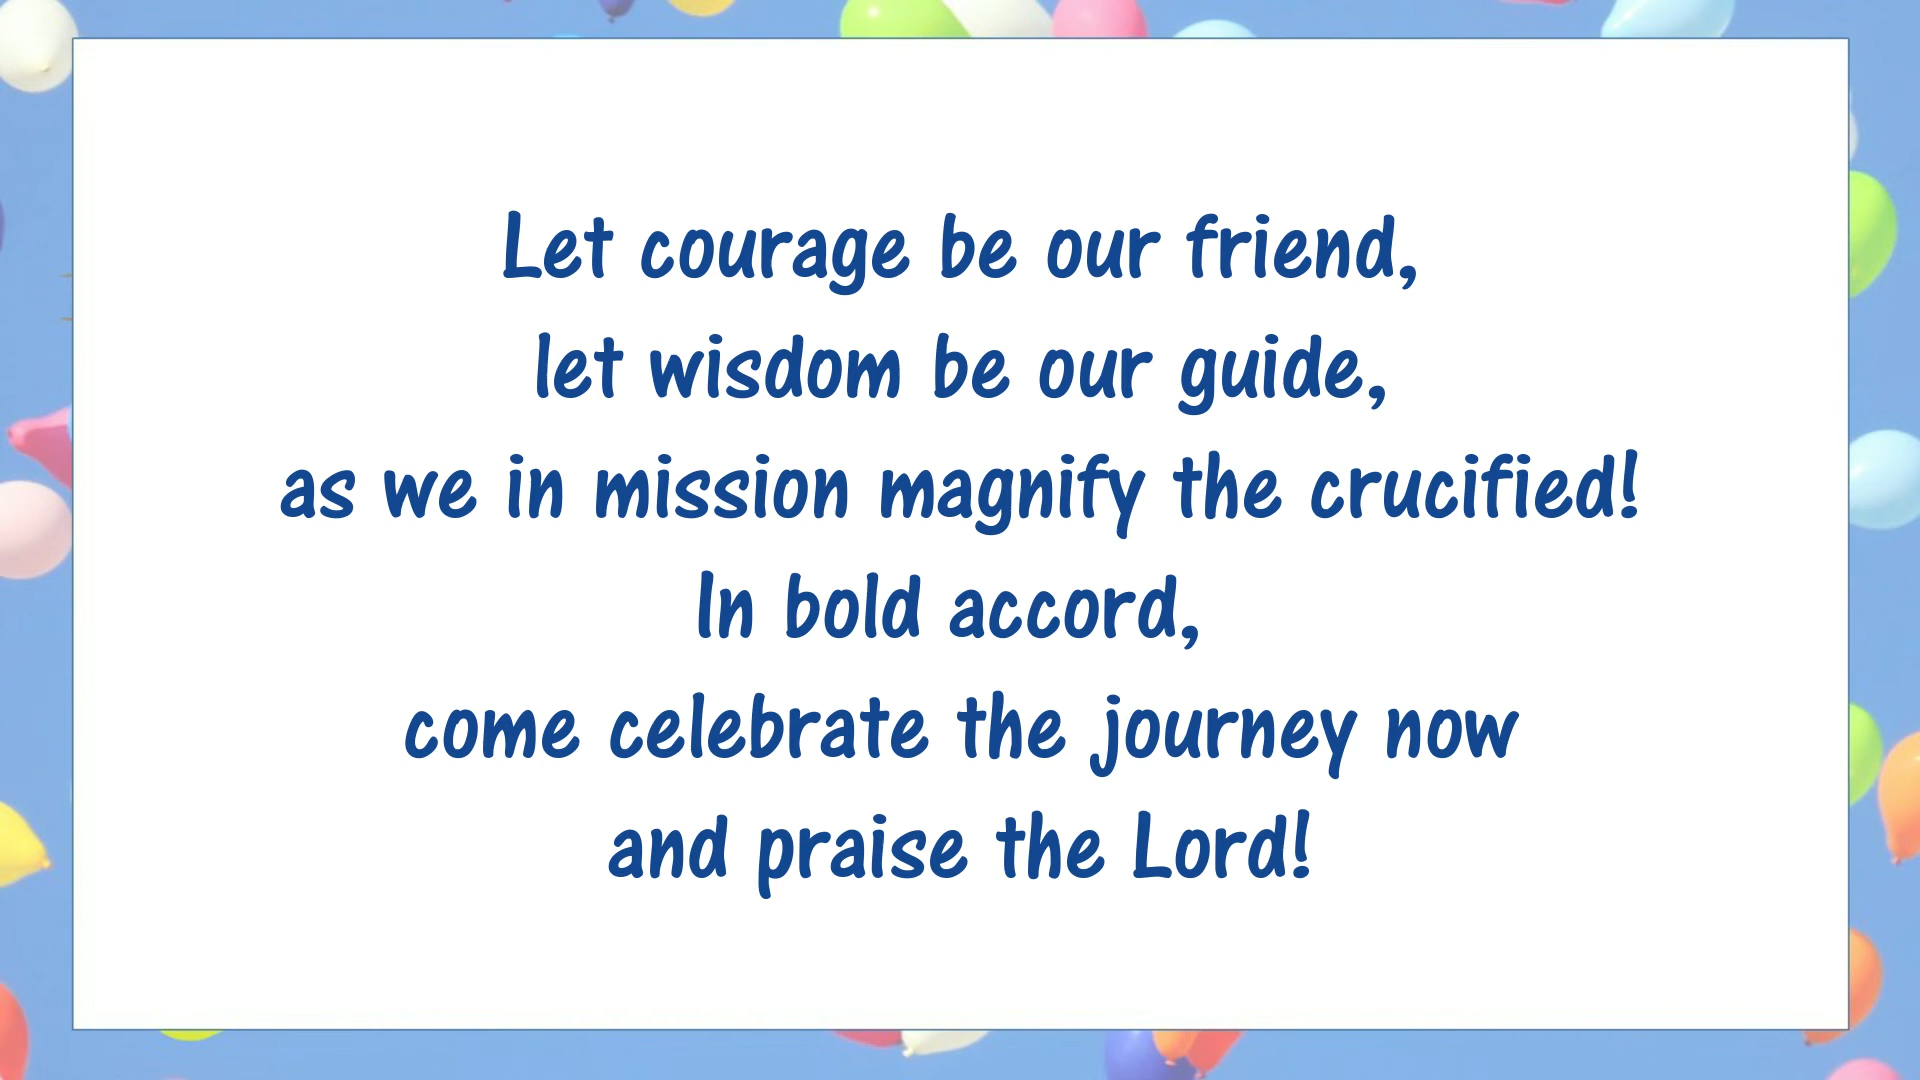 Let courage be our friend,
let wisdom be our guide,
as we in mission magnify the crucified!
In bold accord,
come celebrate the journey now
and praise the Lord!